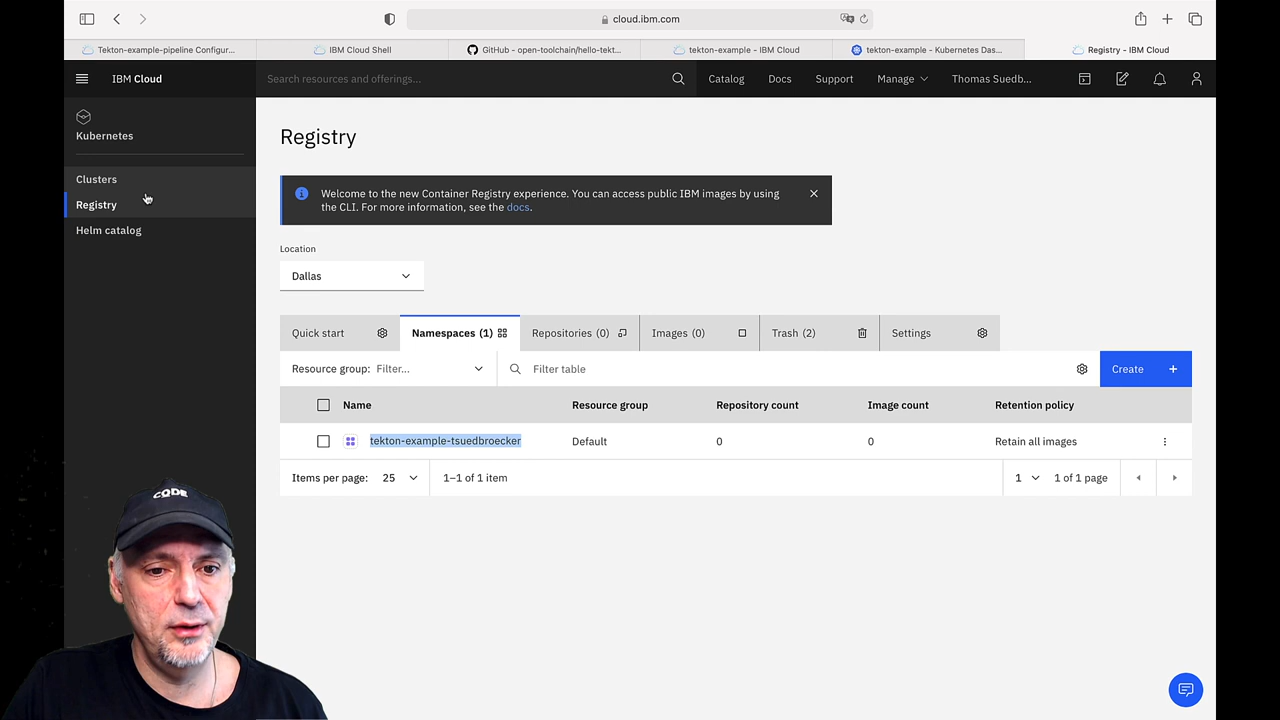 cloud.ibm.com
Tekton-example-pipeline Configur...
IBM Cloud Shell
GitHub - open-toolchain/hello-tekt...
tekton-example - IBM Cloud
tekton-example - Kubernetes Das...
Registry - IBM Cloud
IBM Cloud
Search resources and offerings...
Catalog
Docs
Support
Manage
Thomas Suedb...
Kubernetes
Clusters
Registry
Helm catalog
Registry
Welcome to the new Container Registry experience. You can access public IBM images by using
the CLI. For more information, see the docs.
Location
Dallas
Quick start
Namespaces (1)
Repositories (0)
Images (0)
Trash (2)
Settings
Resource group: Filter...
Filter table
Create +
Name
Resource group
Repository count
Image count
Retention policy
tekton-example-tsuedbroecker
Default
0
0
Retain all images
Items per page: 25
1–1 of 1 item
1
1 of 1 page
CODE